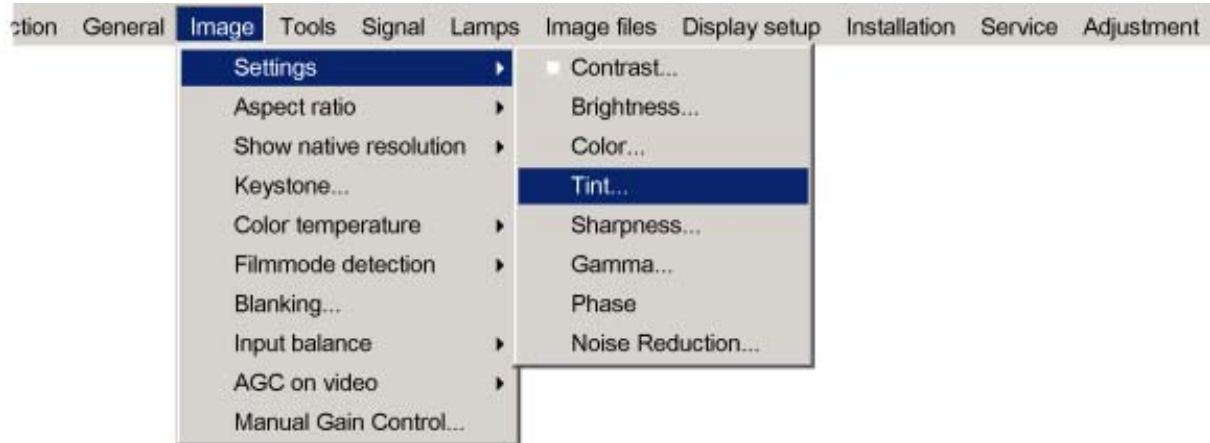 ction General Image Tools Signal Lamps Image files Display setup Installation Service Adjustment
Settings
Aspect ratio
Show native resolution
Keystone...
Color temperature
Filmmode detection
Blanking...
Input balance
AGC on video
Manual Gain Control...
Contrast...
Brightness...
Color...
Tint...
Sharpness...
Gamma...
Phase
Noise Reduction...